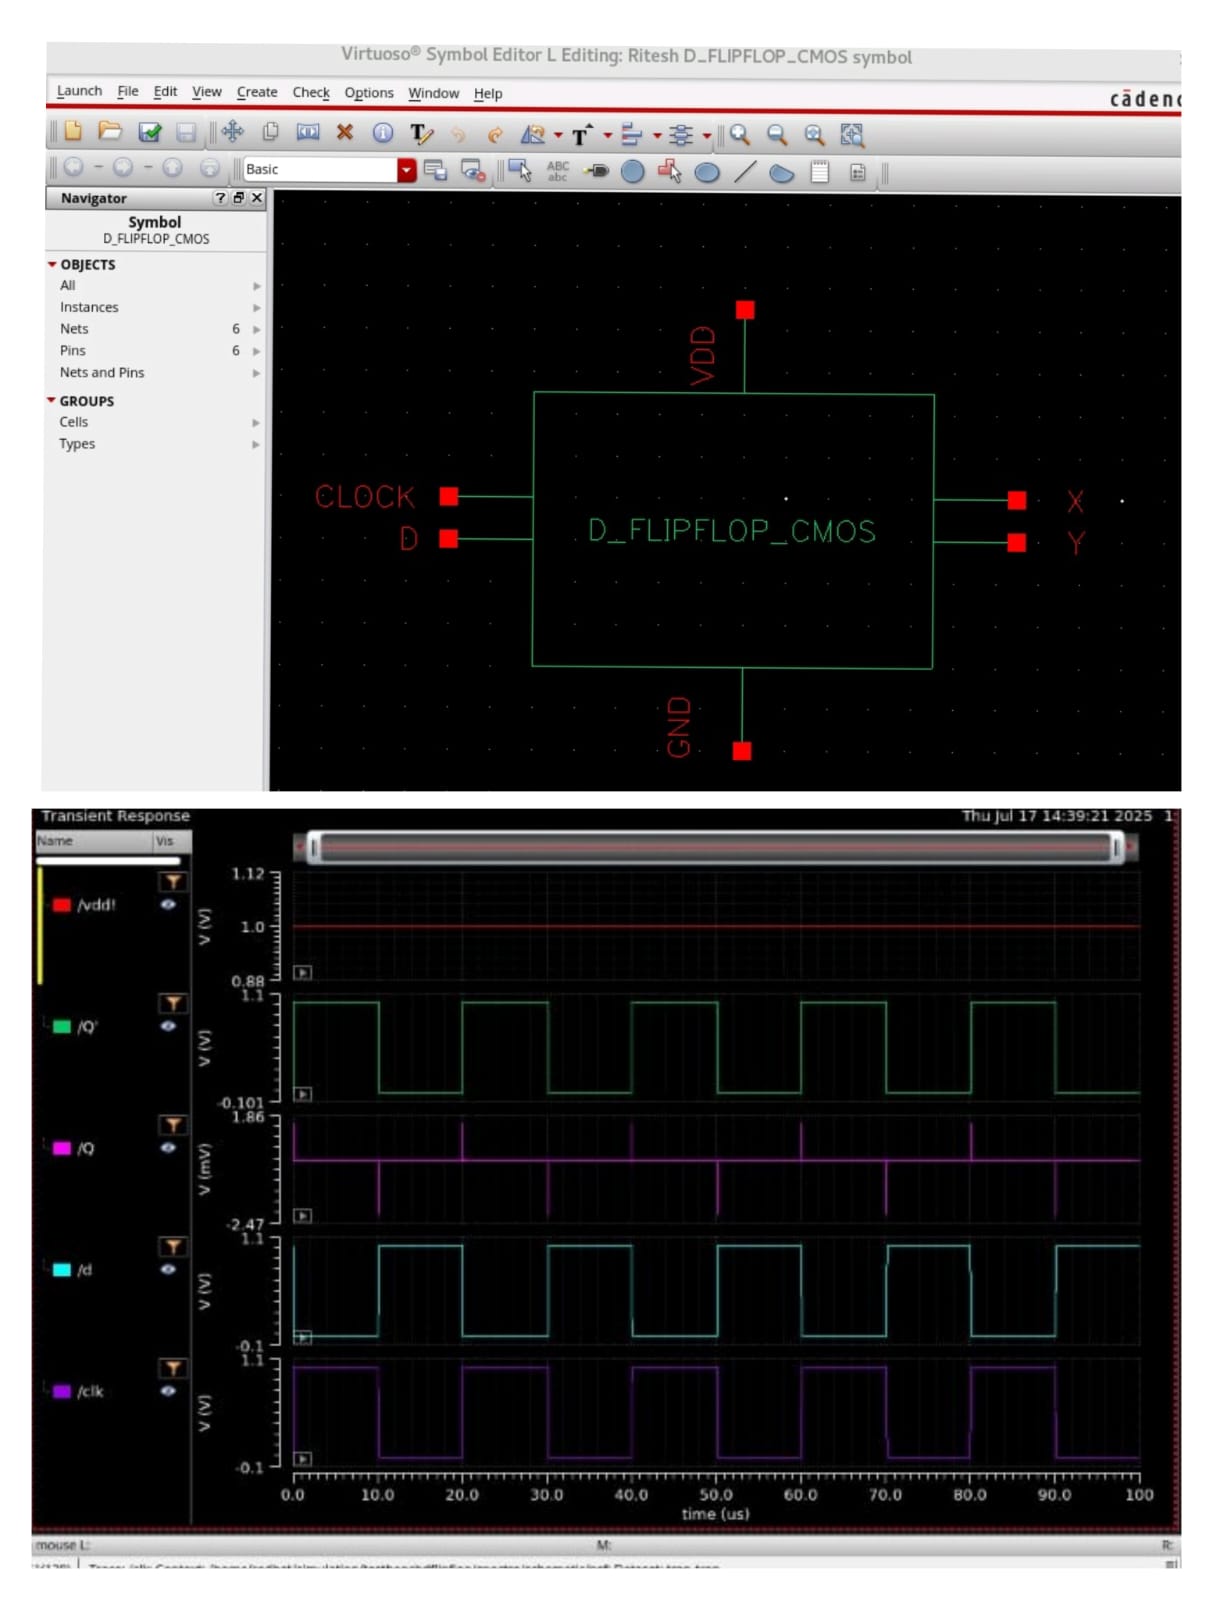 Virtuoso® Symbol Editor L Editing: Ritesh D_FLIPFLOP_CMOS symbol
Launch File Edit View Create Check Options Window Help
cādenc
Basic
ABC
abc
Navigator
Symbol
D_FLIPFLOP_CMOS
OBJECTS
All
Instances
Nets 6
Pins 6
Nets and Pins
GROUPS
Cells
Types
VDD
CLOCK
D
D_FLIPFLOP_CMOS
X
Y
GND
Transient Response
Thu Jul 17 14:39:21 2025 1
Name Vis
/vdd!
V (V)
1.12
1.0
0.88
/Q'
V (V)
1.1
-0.101
/Q
V (mV)
1.86
-2.47
/d
V (V)
1.1
-0.1
/clk
V (V)
1.1
-0.1
0.0 10.0 20.0 30.0 40.0 50.0 60.0 70.0 80.0 90.0 100
time (us)
mouse L: M: R: